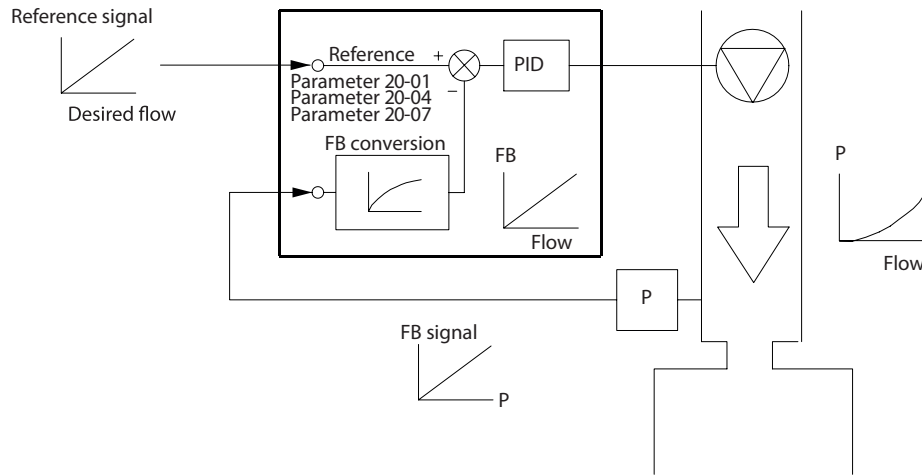 Reference signal
Desired flow
Reference
+
−
PID
Parameter 20-01
Parameter 20-04
Parameter 20-07
FB conversion
FB
Flow
P
Flow
P
FB signal
P